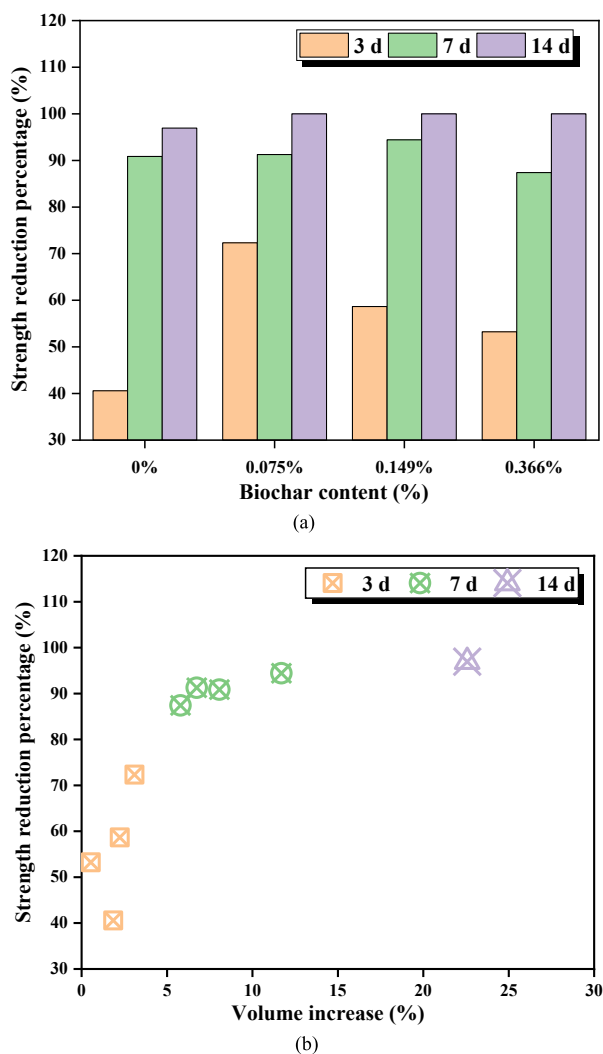 120
110
100
90
80
70
60
50
40
30
Strength reduction percentage (%)
3 d 7 d 14 d
0% 0.075% 0.149% 0.366%
Biochar content (%)
(a)
120
110
100
90
80
70
60
50
40
30
Strength reduction percentage (%)
3 d 7 d 14 d
0 5 10 15 20 25 30
Volume increase (%)
(b)